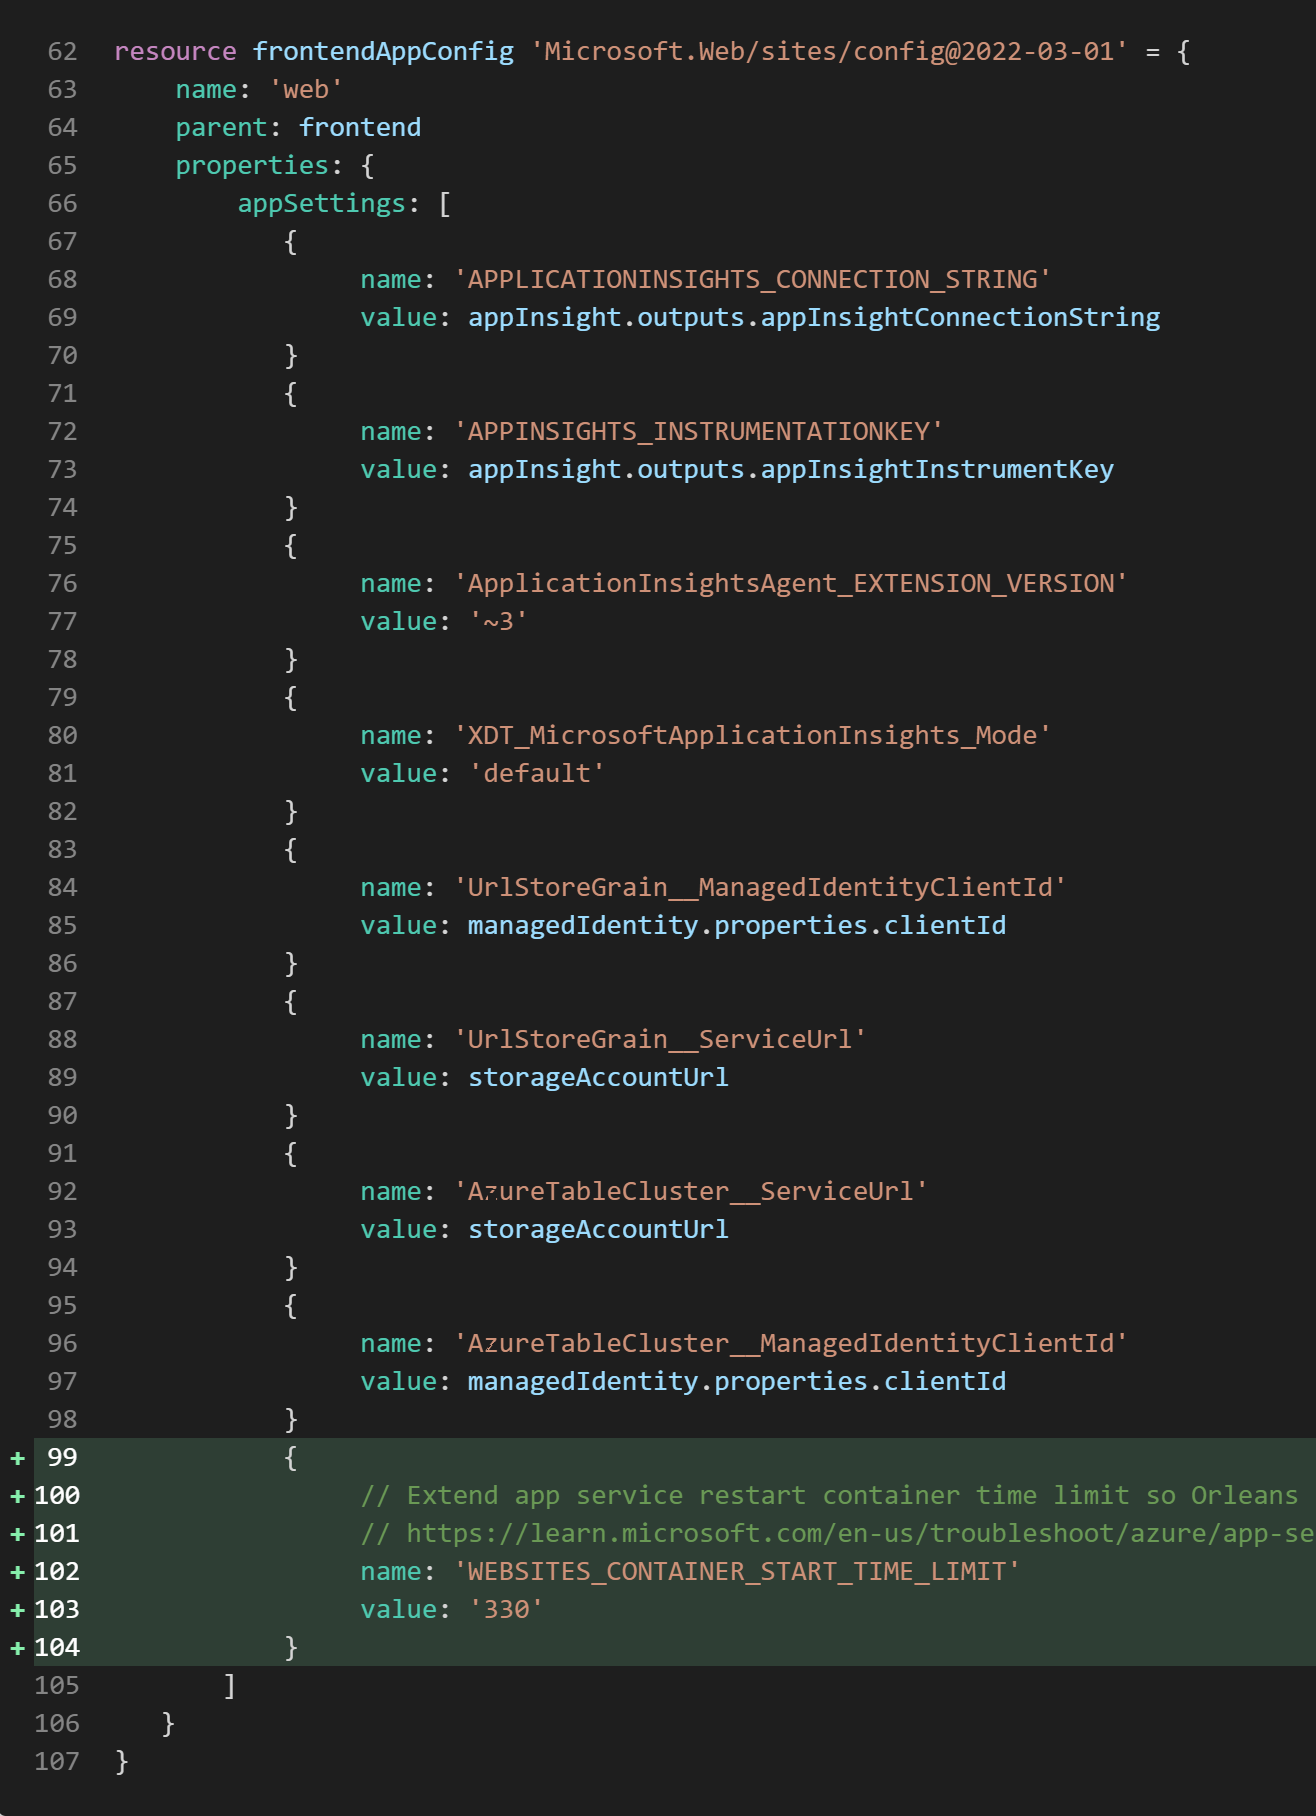 62 resource frontendAppConfig 'Microsoft.Web/sites/config@2022-03-01' = {
63 name: 'web'
64 parent: frontend
65 properties: {
66 appSettings: [
67 {
68 name: 'APPLICATIONINSIGHTS_CONNECTION_STRING'
69 value: appInsight.outputs.appInsightConnectionString
70 }
71 {
72 name: 'APPINSIGHTS_INSTRUMENTATIONKEY'
73 value: appInsight.outputs.appInsightInstrumentKey
74 }
75 {
76 name: 'ApplicationInsightsAgent_EXTENSION_VERSION'
77 value: '~3'
78 }
79 {
80 name: 'XDT_MicrosoftApplicationInsights_Mode'
81 value: 'default'
82 }
83 {
84 name: 'UrlStoreGrain__ManagedIdentityClientId'
85 value: managedIdentity.properties.clientId
86 }
87 {
88 name: 'UrlStoreGrain__ServiceUrl'
89 value: storageAccountUrl
90 }
91 {
92 name: 'AzureTableCluster__ServiceUrl'
93 value: storageAccountUrl
94 }
95 {
96 name: 'AzureTableCluster__ManagedIdentityClientId'
97 value: managedIdentity.properties.clientId
98 }
+ 99 {
+ 100 // Extend app service restart container time limit so Orleans
+ 101 // https://learn.microsoft.com/en-us/troubleshoot/azure/app-se
+ 102 name: 'WEBSITES_CONTAINER_START_TIME_LIMIT'
+ 103 value: '330'
+ 104 }
105 ]
106 }
107 }